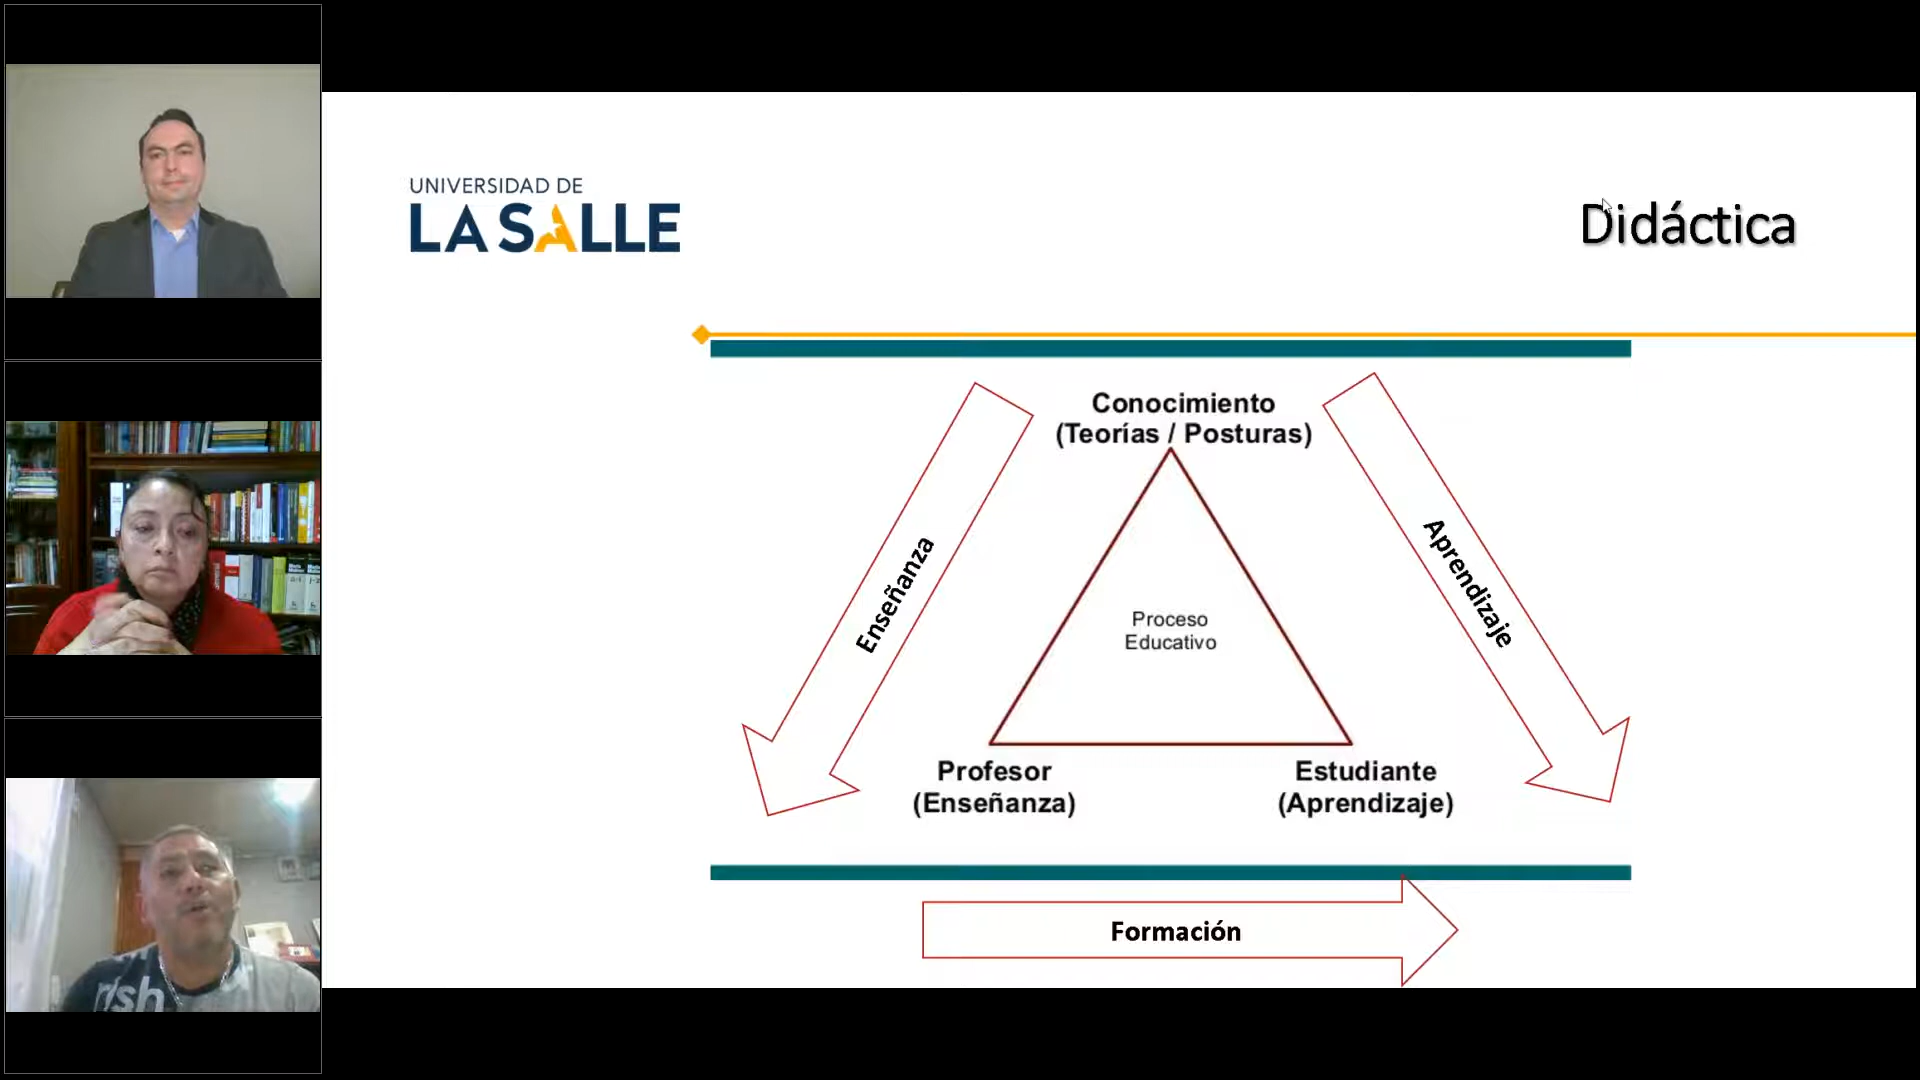 UNIVERSIDAD DE
LA SALLE
Didáctica
Conocimiento
(Teorías / Posturas)
Enseñanza
Aprendizaje
Proceso
Educativo
Profesor
(Enseñanza)
Estudiante
(Aprendizaje)
Formación